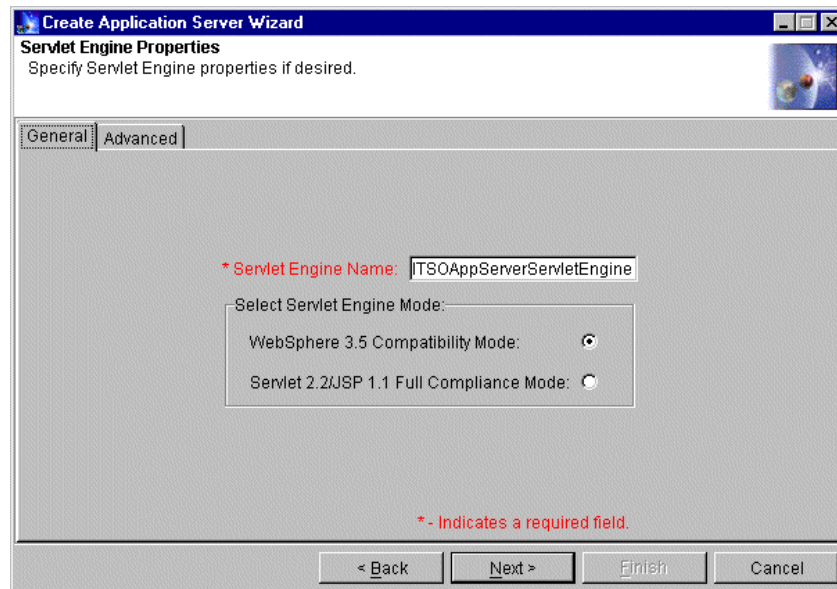 Create Application Server Wizard
Servlet Engine Properties
Specify Servlet Engine properties if desired.
General Advanced
* Servlet Engine Name: ITSOAppServerServletEngine
Select Servlet Engine Mode:
WebSphere 3.5 Compatibility Mode:
Servlet 2.2/JSP 1.1 Full Compliance Mode:
* - Indicates a required field.
< Back Next > Finish Cancel